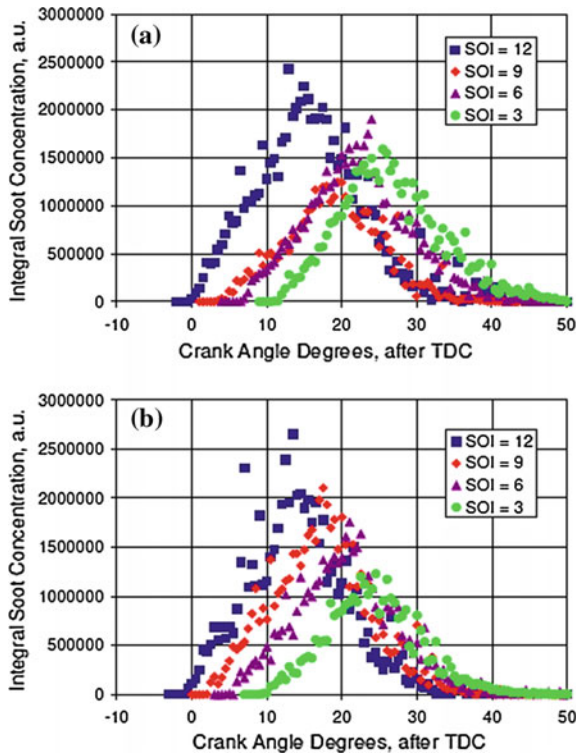 (a)
SOI = 12
SOI = 9
SOI = 6
SOI = 3
Integral Soot Concentration, a.u.
3000000
2500000
2000000
1500000
1000000
500000
0
-10 0 10 20 30 40 50
Crank Angle Degrees, after TDC
(b)
SOI = 12
SOI = 9
SOI = 6
SOI = 3
Integral Soot Concentration, a.u.
3000000
2500000
2000000
1500000
1000000
500000
0
-10 0 10 20 30 40 50
Crank Angle Degrees, after TDC